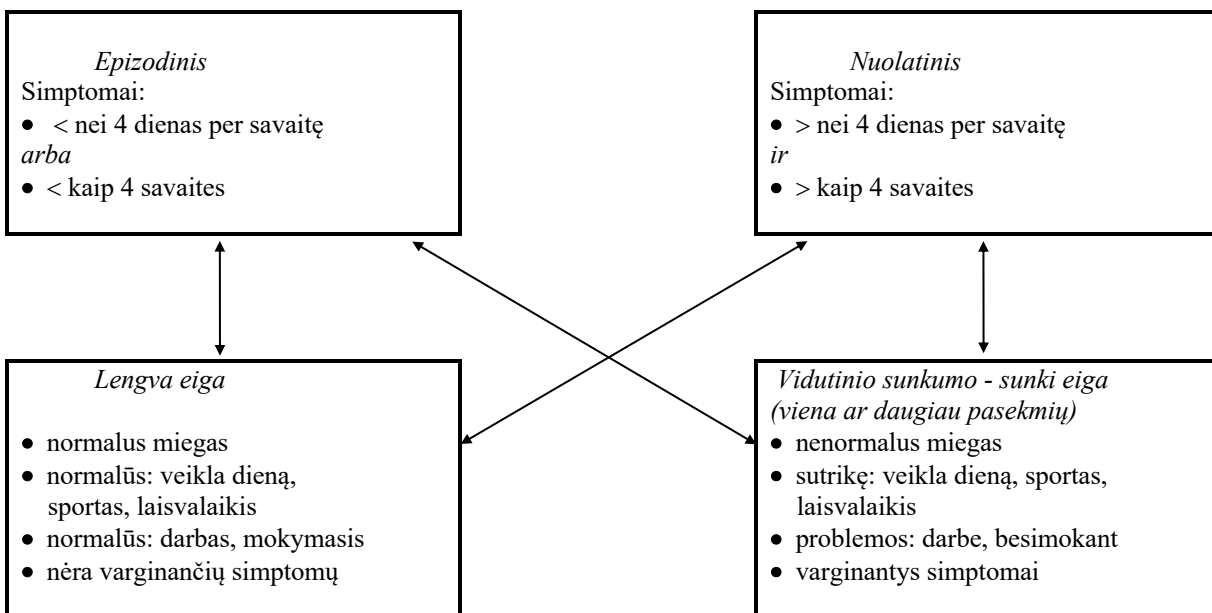 Epizodinis
Simptomai:
● < nei 4 dienas per savaitę
arba
● < kaip 4 savaites
Nuolatinis
Simptomai:
● > nei 4 dienas per savaitę
ir
● > kaip 4 savaites
Lengva eiga
● normalus miegas
● normalūs: veikla dieną,
sportas, laisvalaikis
● normalūs: darbas, mokymasis
● nėra varginančių simptomų
Vidutinio sunkumo - sunki eiga
(viena ar daugiau pasekmių)
● nenormalus miegas
● sutrikę: veikla dieną, sportas,
laisvalaikis
● problemos: darbe, besimokant
● varginantys simptomai